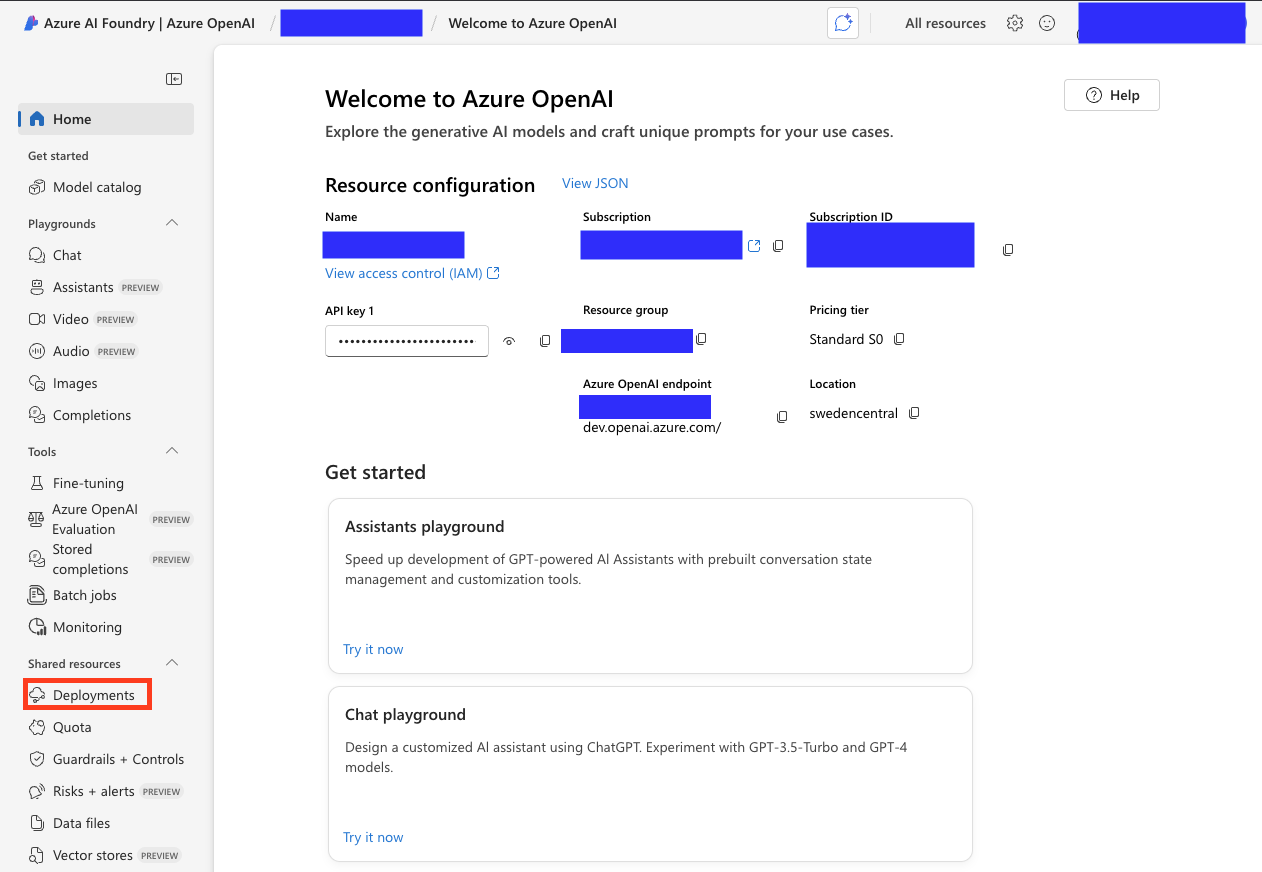 Azure AI Foundry | Azure OpenAI / / Welcome to Azure OpenAI
All resources
Home
Get started
Model catalog
Playgrounds
Chat
Assistants PREVIEW
Video PREVIEW
Audio PREVIEW
Images
Completions
Tools
Fine-tuning
Azure OpenAI
Evaluation PREVIEW
Stored
completions PREVIEW
Batch jobs
Monitoring
Shared resources
Deployments
Quota
Guardrails + Controls
Risks + alerts PREVIEW
Data files
Vector stores PREVIEW
Welcome to Azure OpenAI
Help
Explore the generative AI models and craft unique prompts for your use cases.
Resource configuration View JSON
Name
Subscription
Subscription ID
View access control (IAM)
API key 1
Resource group
Pricing tier
••••••••••••••••••••••••
Standard S0
Azure OpenAI endpoint
Location
dev.openai.azure.com/
swedencentral
Get started
Assistants playground
Speed up development of GPT-powered AI Assistants with prebuilt conversation state
management and customization tools.
Try it now
Chat playground
Design a customized AI assistant using ChatGPT. Experiment with GPT-3.5-Turbo and GPT-4
models.
Try it now